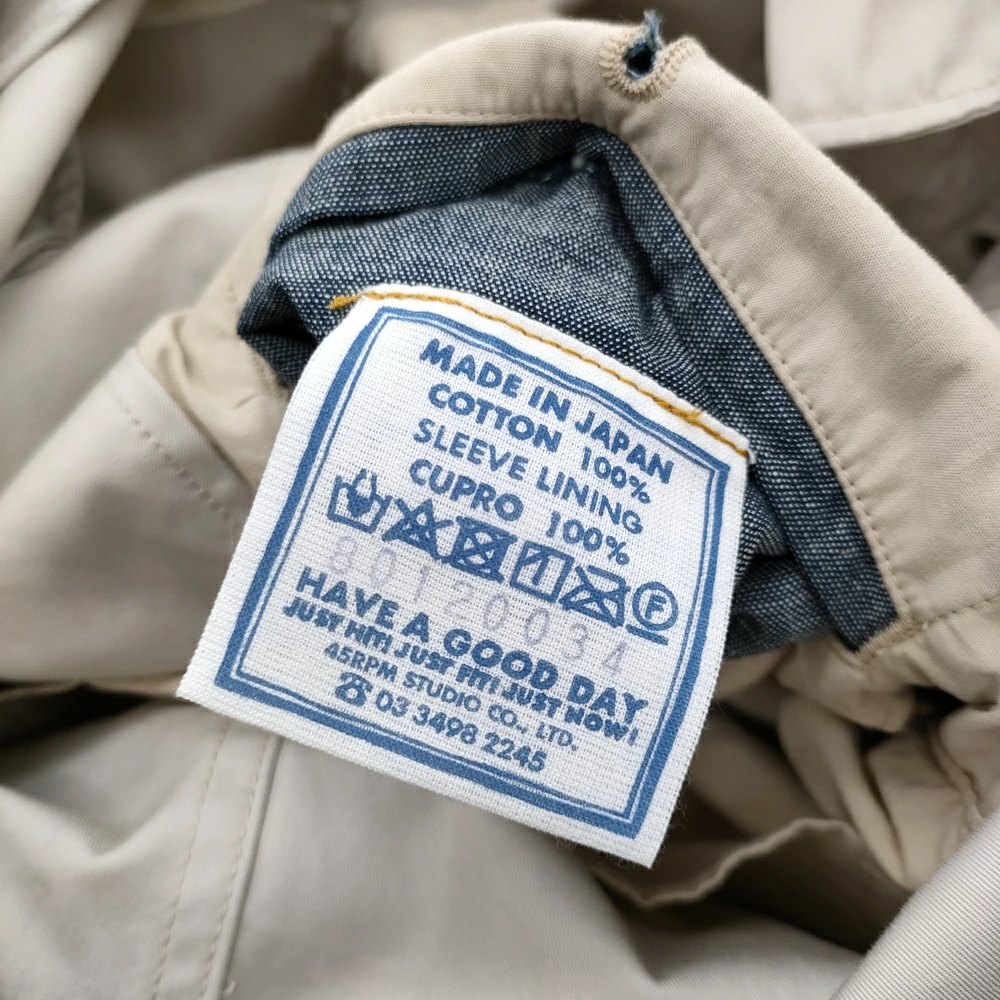 MADE IN JAPAN
COTTON 100%
SLEEVE LINING
CUPRO 100%
80120034
HAVE A GOOD DAY
JUST HIT! JUST FIT! JUST NOW!
45RPM STUDIO CO., LTD.
☎ 03 3498 2245